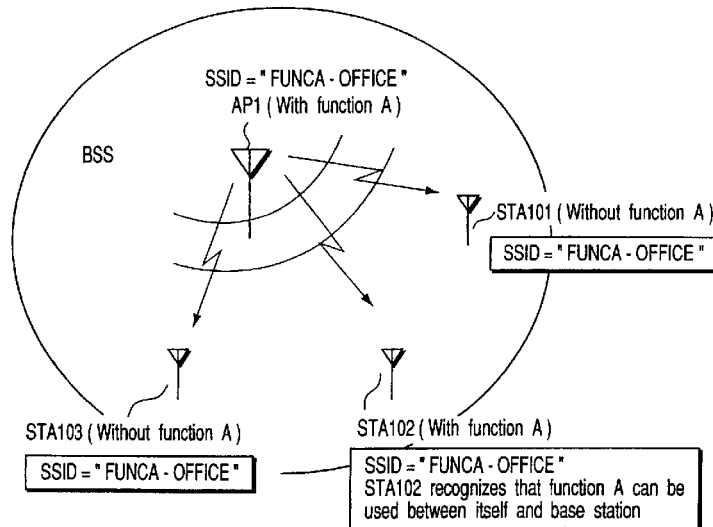 SSID = " FUNCA - OFFICE "
AP1 ( With function A )
BSS
STA101 ( Without function A )
SSID = " FUNCA - OFFICE "
STA103 ( Without function A )
SSID = " FUNCA - OFFICE "
STA102 ( With function A )
SSID = " FUNCA - OFFICE "
STA102 recognizes that function A can be
used between itself and base station